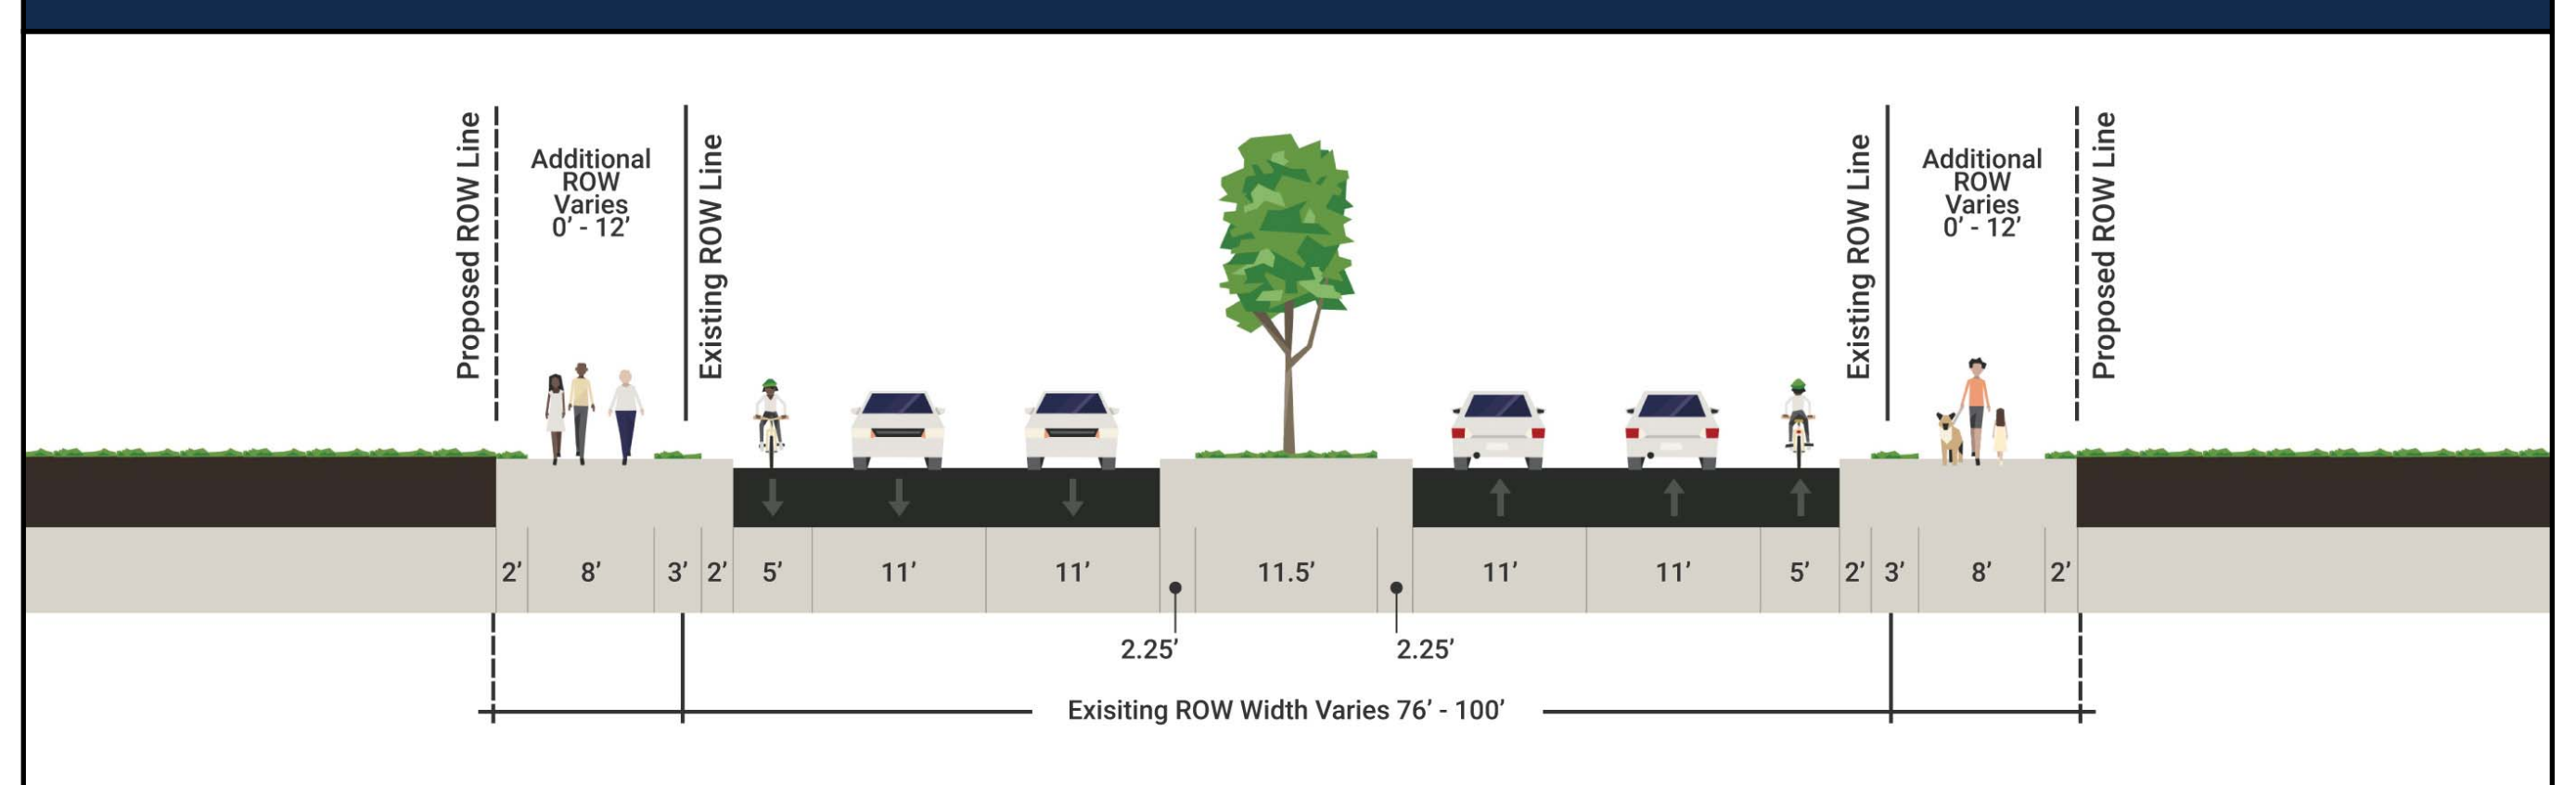 Proposed ROW Line
Additional
ROW
Varies
0’ - 12’
Existing ROW Line
Existing ROW Line
Additional
ROW
Varies
0’ - 12’
Proposed ROW Line
2’
8’
3’
2’
5’
11’
11’
11.5’
11’
11’
5’
2’
3’
8’
2’
2.25’
2.25’
Exisiting ROW Width Varies 76’ - 100’